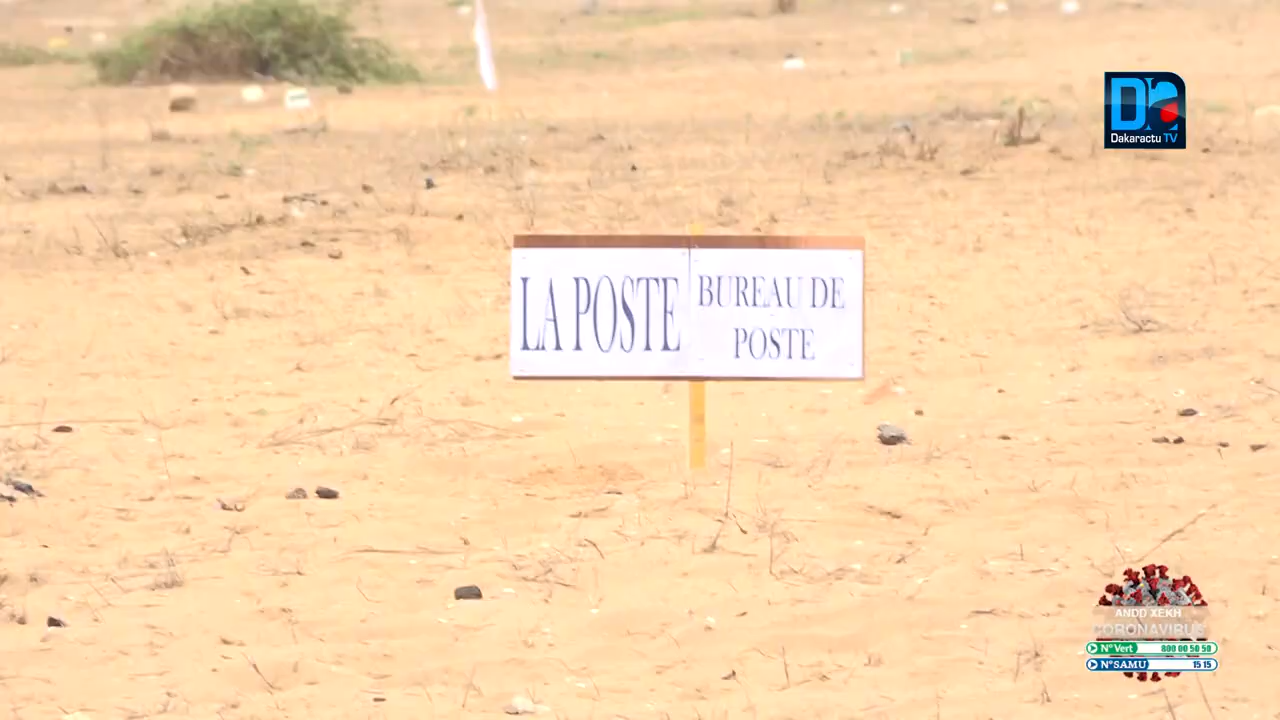 Dakaractu TV
LA POSTE
BUREAU DE
POSTE
ANDD XEKH
CORONAVIRUS
N° Vert 800 00 50 50
N° SAMU 15 15